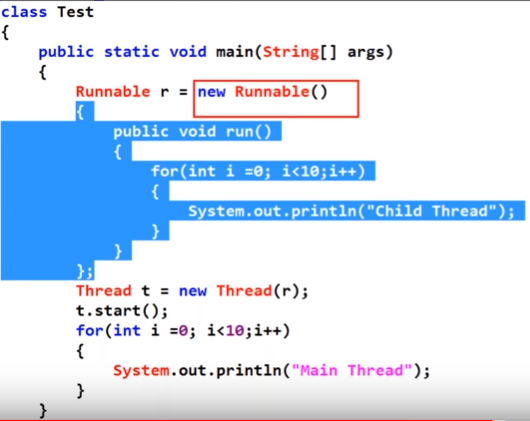 class Test
{
public static void main(String[] args)
{
Runnable r = new Runnable()
{
public void run()
{
for(int i =0; i<10;i++)
{
System.out.println("Child Thread");
}
}
};
Thread t = new Thread(r);
t.start();
for(int i =0; i<10;i++)
{
System.out.println("Main Thread");
}
}